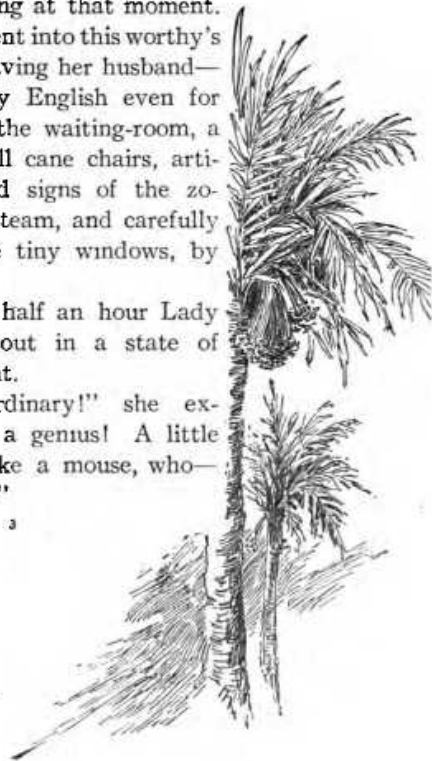 ng at that moment.
ent into this worthy's
ving her husband—
y English even for
the waiting-room, a
ll cane chairs, arti-
d signs of the zo-
team, and carefully
tiny windows, by
half an hour Lady
out in a state of
t.
rdinary!" she ex-
a genius! A little
ke a mouse, who—
"
3